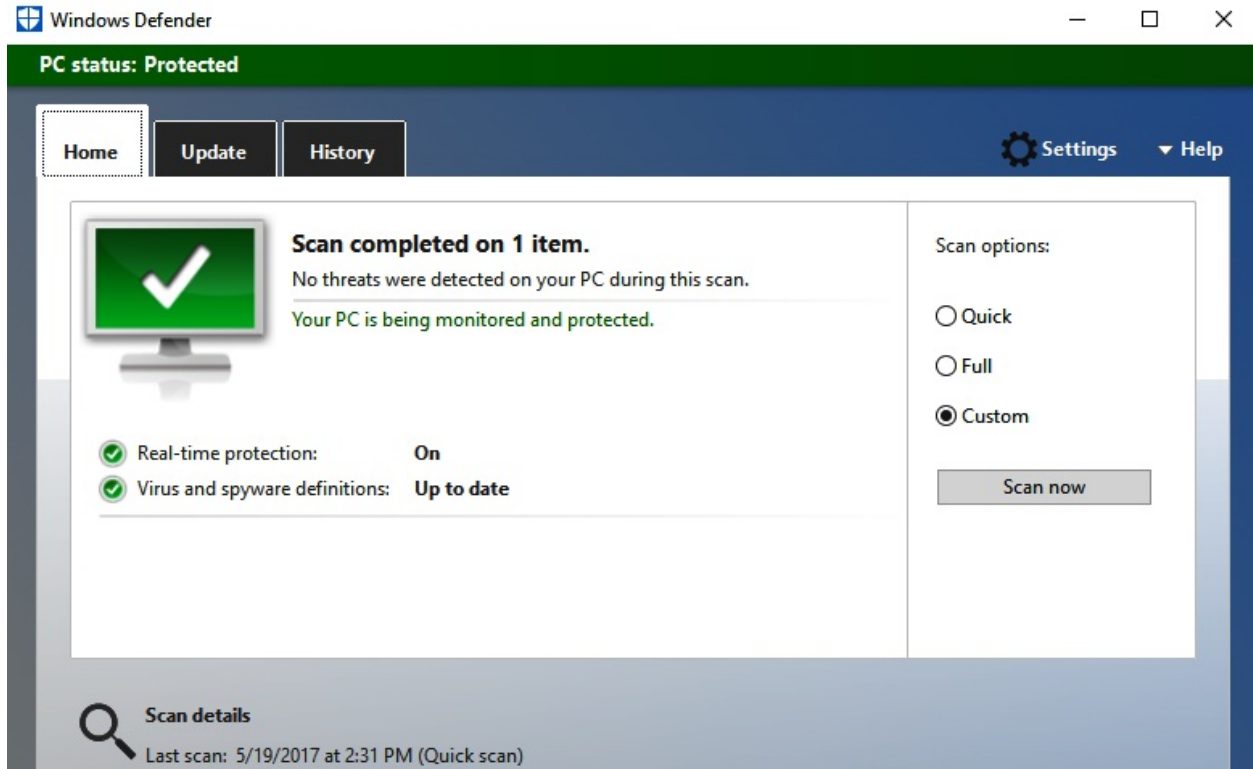 Windows Defender
PC status: Protected
Home Update History Settings Help
Scan completed on 1 item.
No threats were detected on your PC during this scan.
Your PC is being monitored and protected.
Real-time protection: On
Virus and spyware definitions: Up to date
Scan options:
Quick
Full
Custom
Scan now
Scan details
Last scan: 5/19/2017 at 2:31 PM (Quick scan)